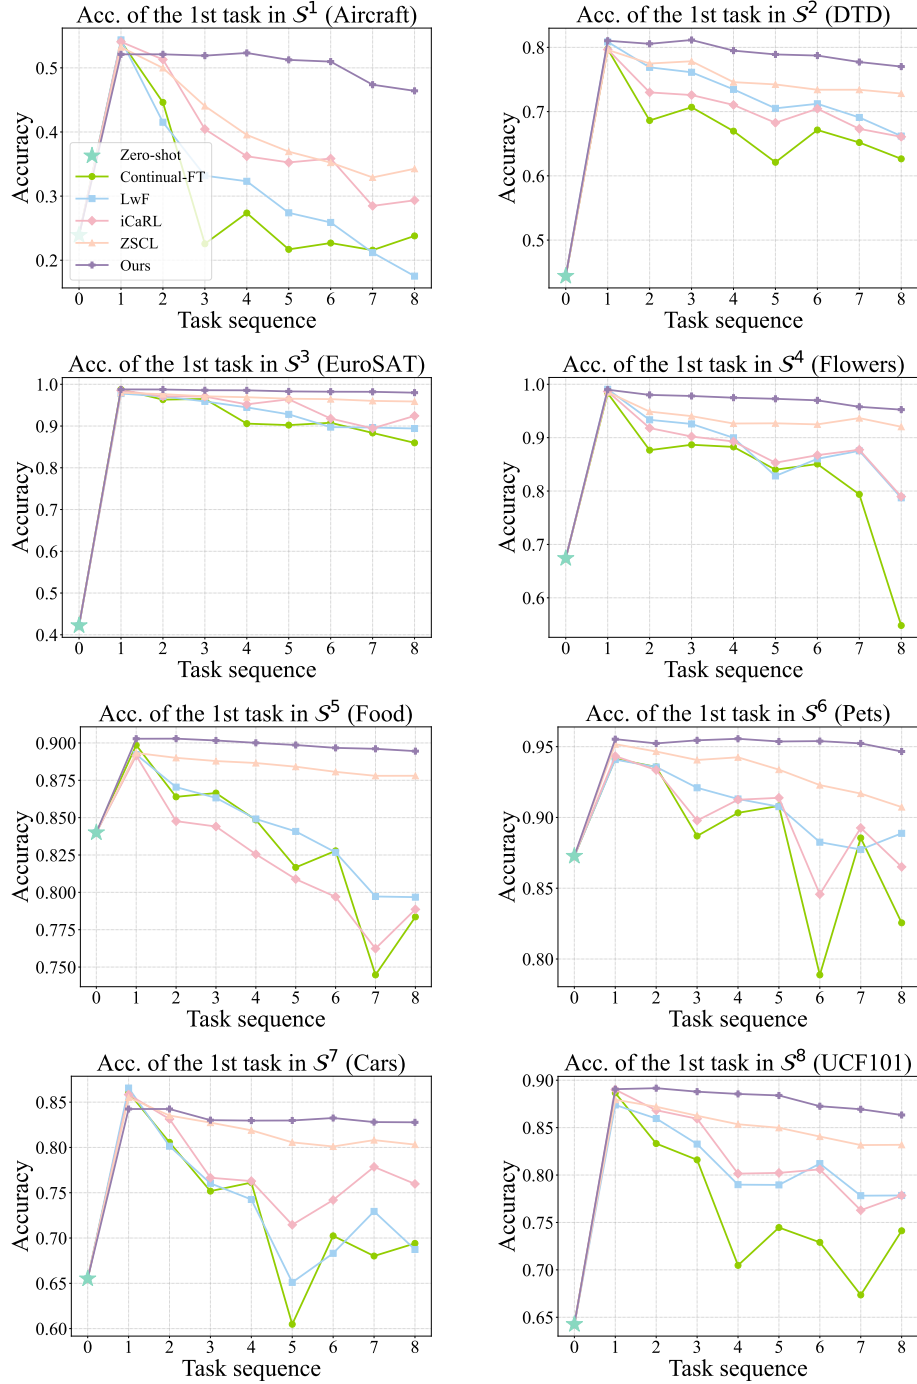 Acc. of the 1st task in S¹ (Aircraft)
Accuracy
0.5
0.4
0.3
0.2
Zero-shot
Continual-FT
LwF
iCaRL
ZSCL
Ours
0 1 2 3 4 5 6 7 8
Task sequence
Acc. of the 1st task in S² (DTD)
Accuracy
0.8
0.7
0.6
0.5
0 1 2 3 4 5 6 7 8
Task sequence
Acc. of the 1st task in S³ (EuroSAT)
Accuracy
1.0
0.9
0.8
0.7
0.6
0.5
0.4
0 1 2 3 4 5 6 7 8
Task sequence
Acc. of the 1st task in S⁴ (Flowers)
Accuracy
1.0
0.9
0.8
0.7
0.6
0 1 2 3 4 5 6 7 8
Task sequence
Acc. of the 1st task in S⁵ (Food)
Accuracy
0.900
0.875
0.850
0.825
0.800
0.775
0.750
0 1 2 3 4 5 6 7 8
Task sequence
Acc. of the 1st task in S⁶ (Pets)
Accuracy
0.95
0.90
0.85
0.80
0 1 2 3 4 5 6 7 8
Task sequence
Acc. of the 1st task in S⁷ (Cars)
Accuracy
0.85
0.80
0.75
0.70
0.65
0.60
0 1 2 3 4 5 6 7 8
Task sequence
Acc. of the 1st task in S⁸ (UCF101)
Accuracy
0.90
0.85
0.80
0.75
0.70
0.65
0 1 2 3 4 5 6 7 8
Task sequence